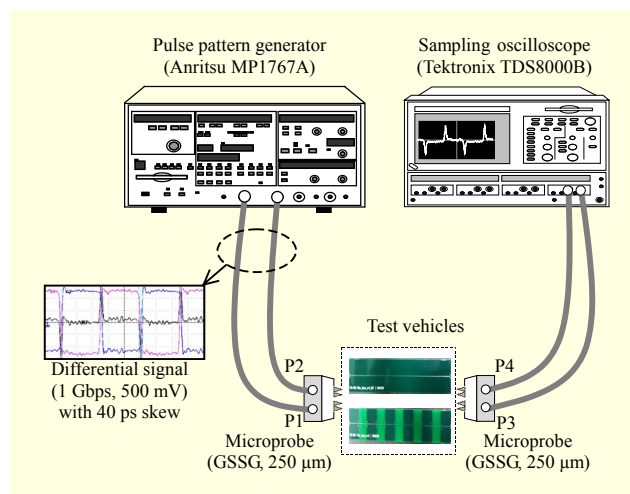 Pulse pattern generator
(Anritsu MP1767A)
Sampling oscilloscope
(Tektronix TDS8000B)
Differential signal
(1 Gbps, 500 mV)
with 40 ps skew
Test vehicles
P2
P1
P4
P3
Microprobe
(GSSG, 250 μm)
Microprobe
(GSSG, 250 μm)